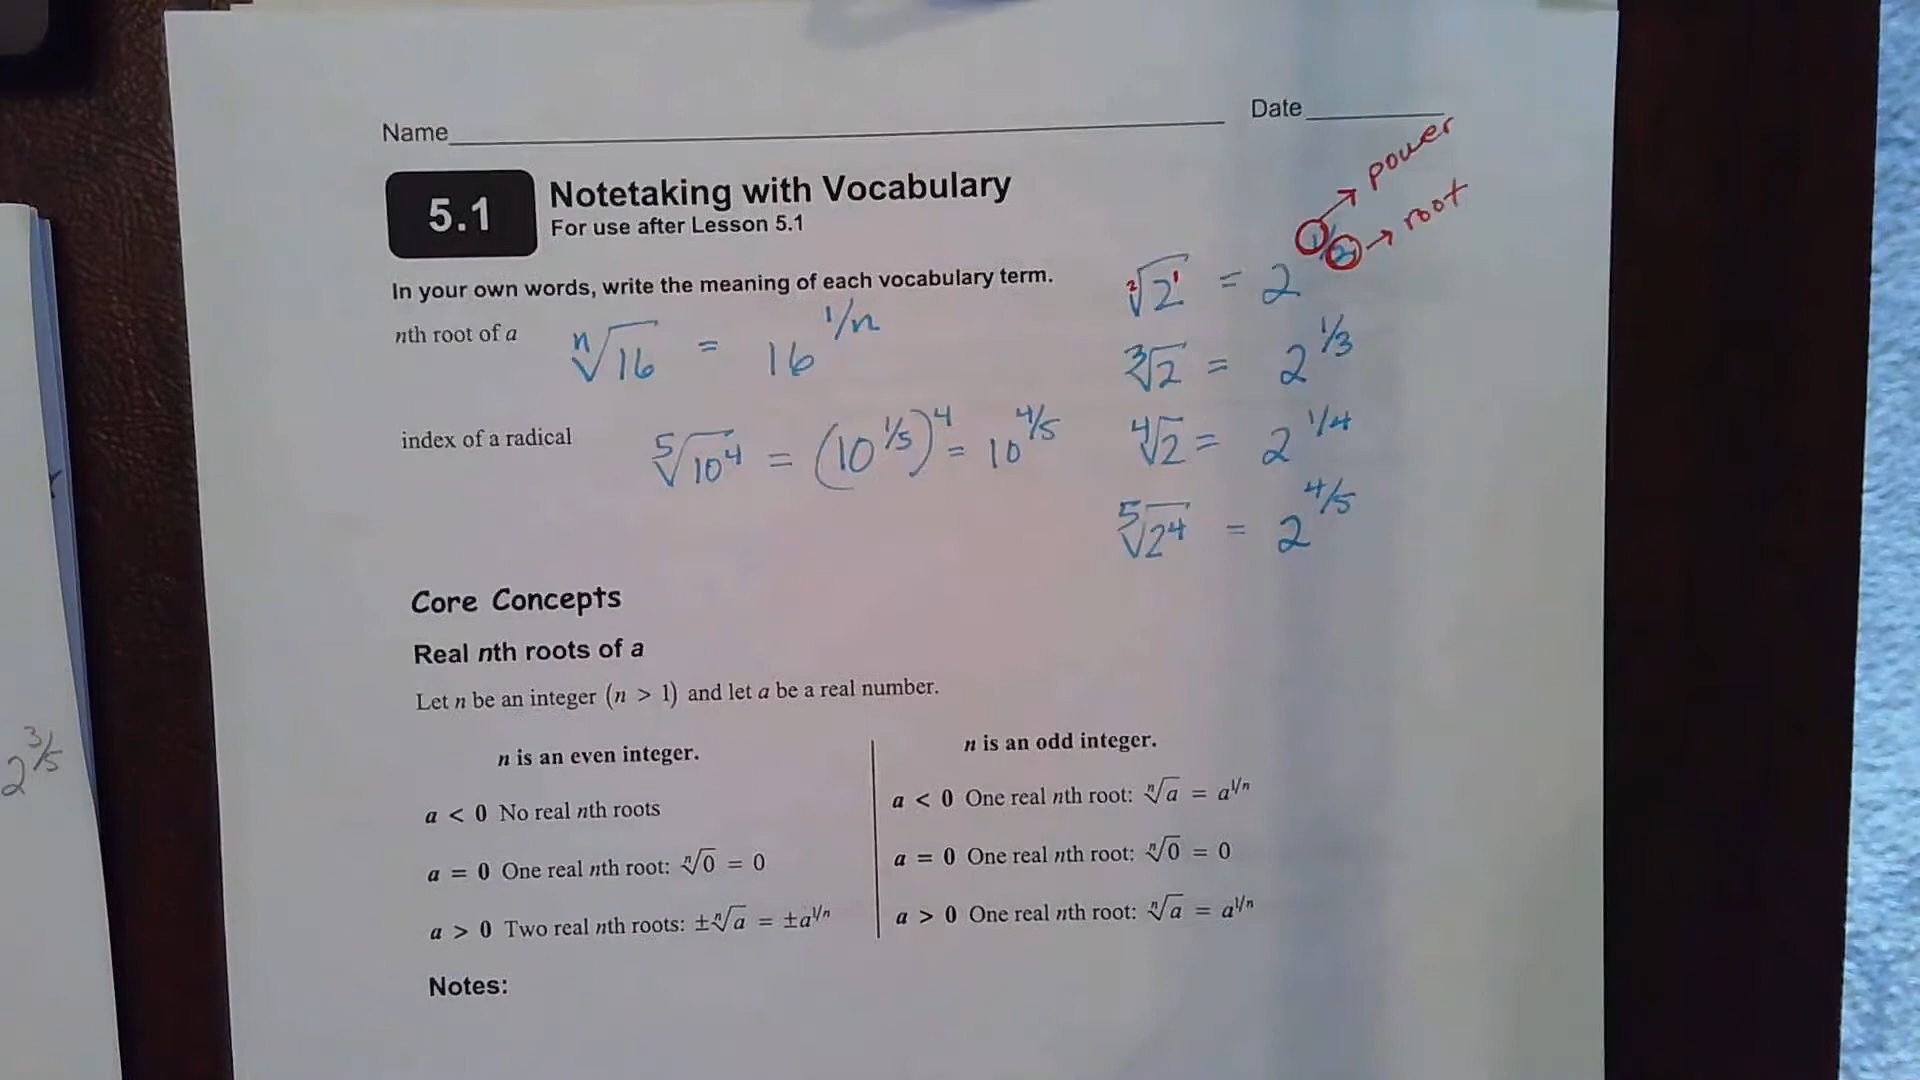 Name Date
→ power
5.1 Notetaking with Vocabulary
For use after Lesson 5.1
→ root
In your own words, write the meaning of each vocabulary term.
²√2¹ = 2^1/2
nth root of a ⁿ√16 = 16^1/n
³√2 = 2^1/3
index of a radical ⁵√10⁴ = (10^1/5)⁴ = 10^4/5
⁴√2 = 2^1/4
⁵√2⁴ = 2^4/5
Core Concepts
Real nth roots of a
Let n be an integer (n > 1) and let a be a real number.
n is an even integer.
a < 0 No real nth roots
a = 0 One real nth root: ⁿ√0 = 0
a > 0 Two real nth roots: ±ⁿ√a = ±a^1/n
n is an odd integer.
a < 0 One real nth root: ⁿ√a = a^1/n
a = 0 One real nth root: ⁿ√0 = 0
a > 0 One real nth root: ⁿ√a = a^1/n
Notes:
2^3/5